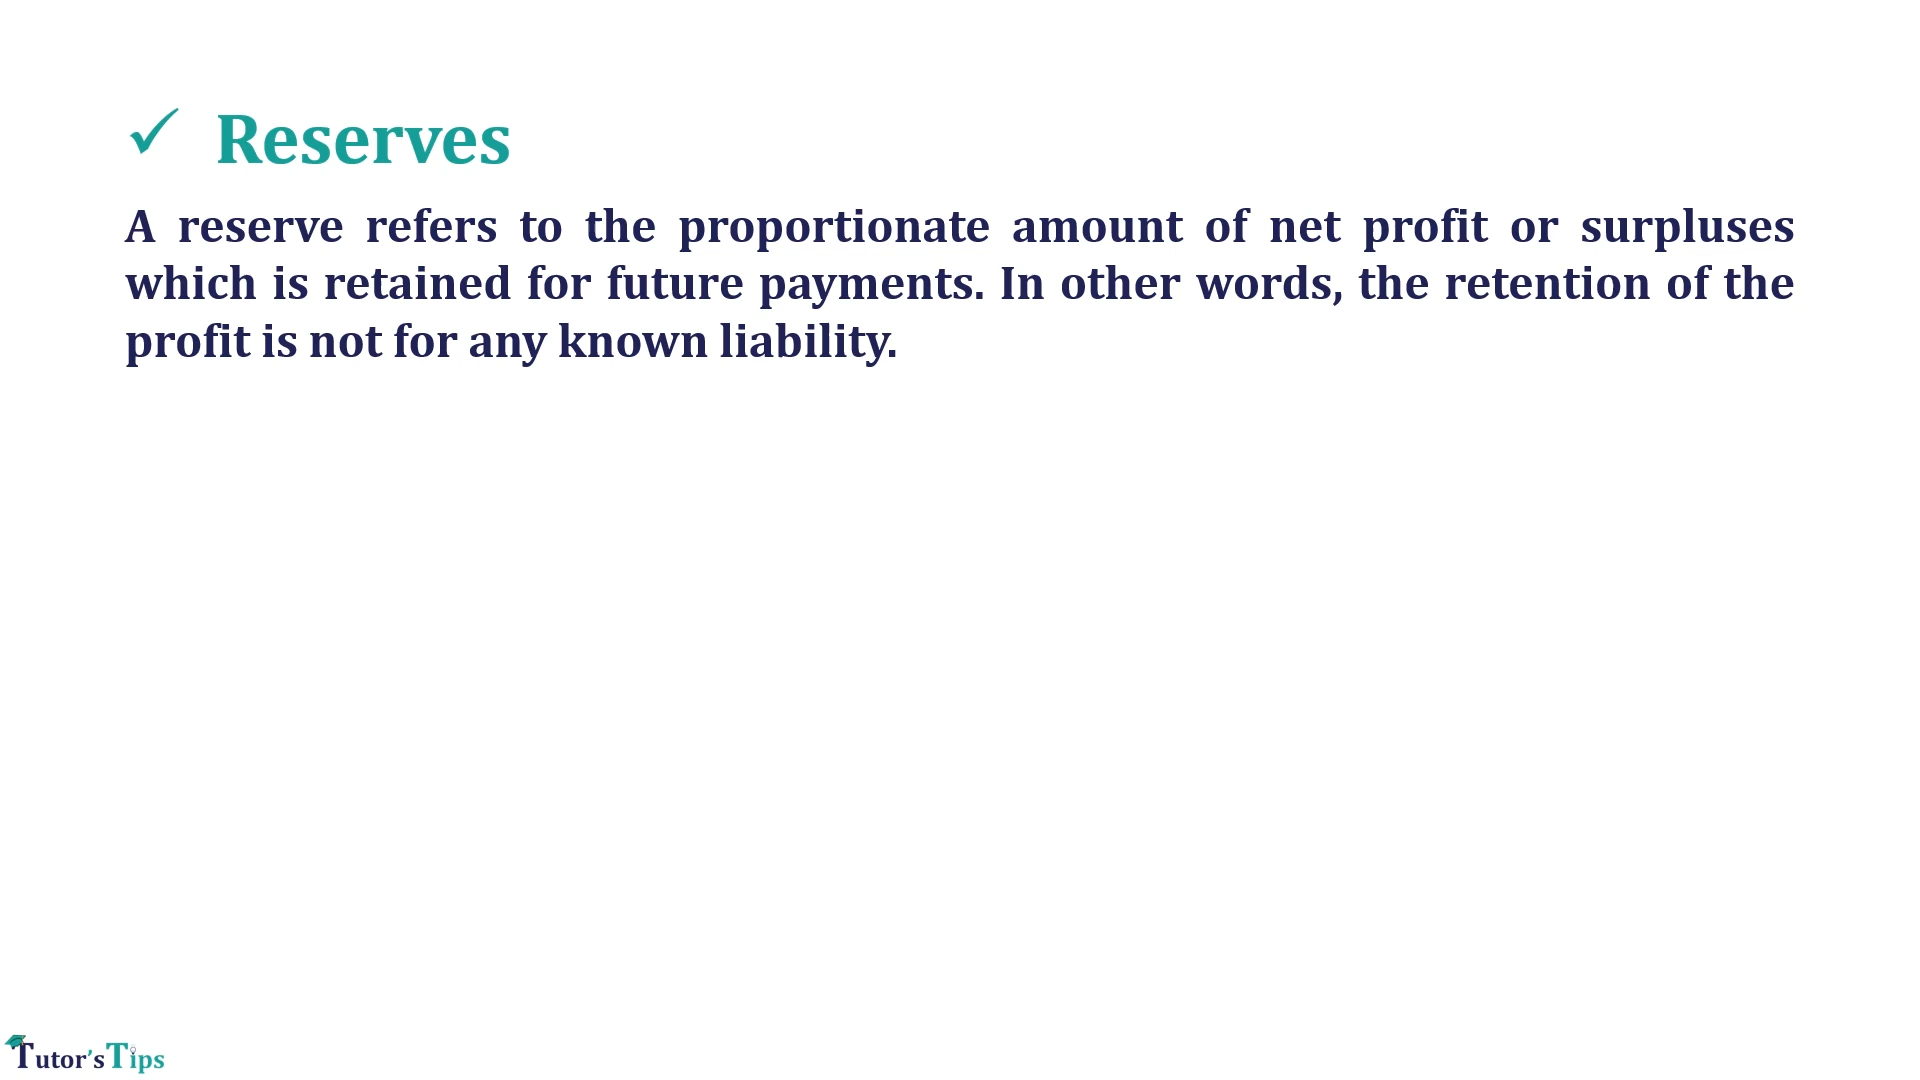 ✓ Reserves
A reserve refers to the proportionate amount of net profit or surpluses
which is retained for future payments. In other words, the retention of the
profit is not for any known liability.
Tutor'sTips